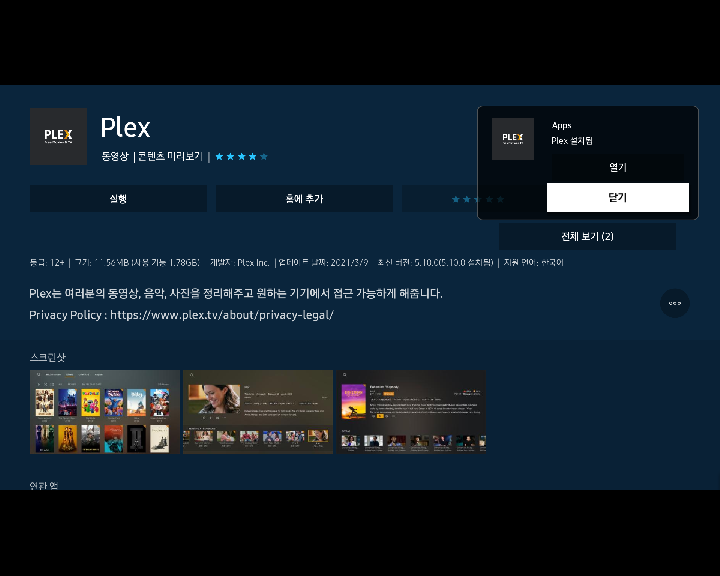 PLEX
Plex
동영상 | 콘텐츠 미리보기 |
실행
홈에 추가
PLEX
Apps
Plex 설치됨
열기
닫기
전체 보기 (2)
등급: 12+ | 크기: 11.56MB (사용 가능 1.78GB) | 개발자: Plex Inc. | 업데이트 날짜: 2021/3/9 | 최신 버전: 5.10.0(5.10.0 설치됨) | 지원 언어: 한국어
Plex는 여러분의 동영상, 음악, 사진을 정리해주고 원하는 기기에서 접근 가능하게 해줍니다.
Privacy Policy : https://www.plex.tv/about/privacy-legal/
스크린샷
연관 앱